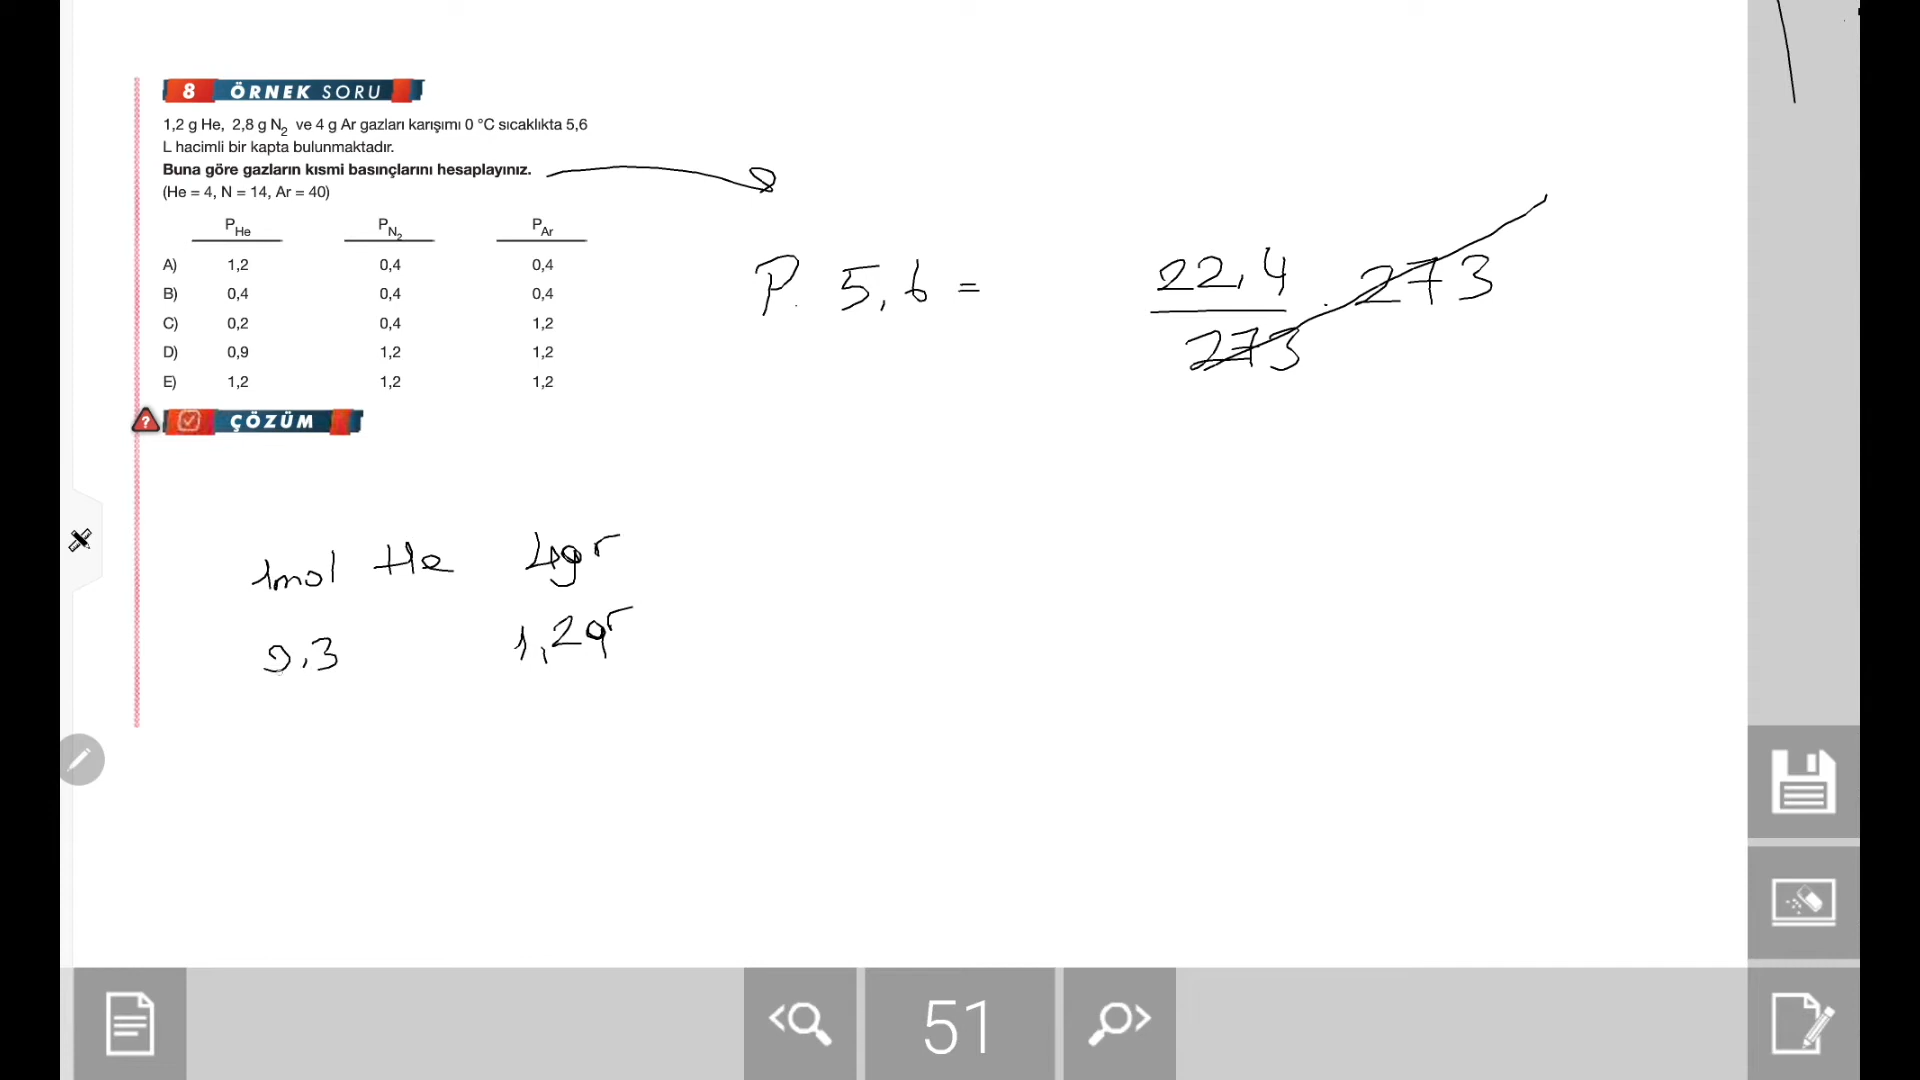 8 ÖRNEK SORU
1,2 g He, 2,8 g N₂ ve 4 g Ar gazları karışımı 0 °C sıcaklıkta 5,6
L hacimli bir kapta bulunmaktadır.
Buna göre gazların kısmi basınçlarını hesaplayınız.
(He = 4, N = 14, Ar = 40)
P_He P_N₂ P_Ar
A) 1,2 0,4 0,4
B) 0,4 0,4 0,4
C) 0,2 0,4 1,2
D) 0,9 1,2 1,2
E) 1,2 1,2 1,2
? ÇÖZÜM
P. 5,6 = 22,4 . 273
273
1mol He 4gr
0,3 1,2gr
51